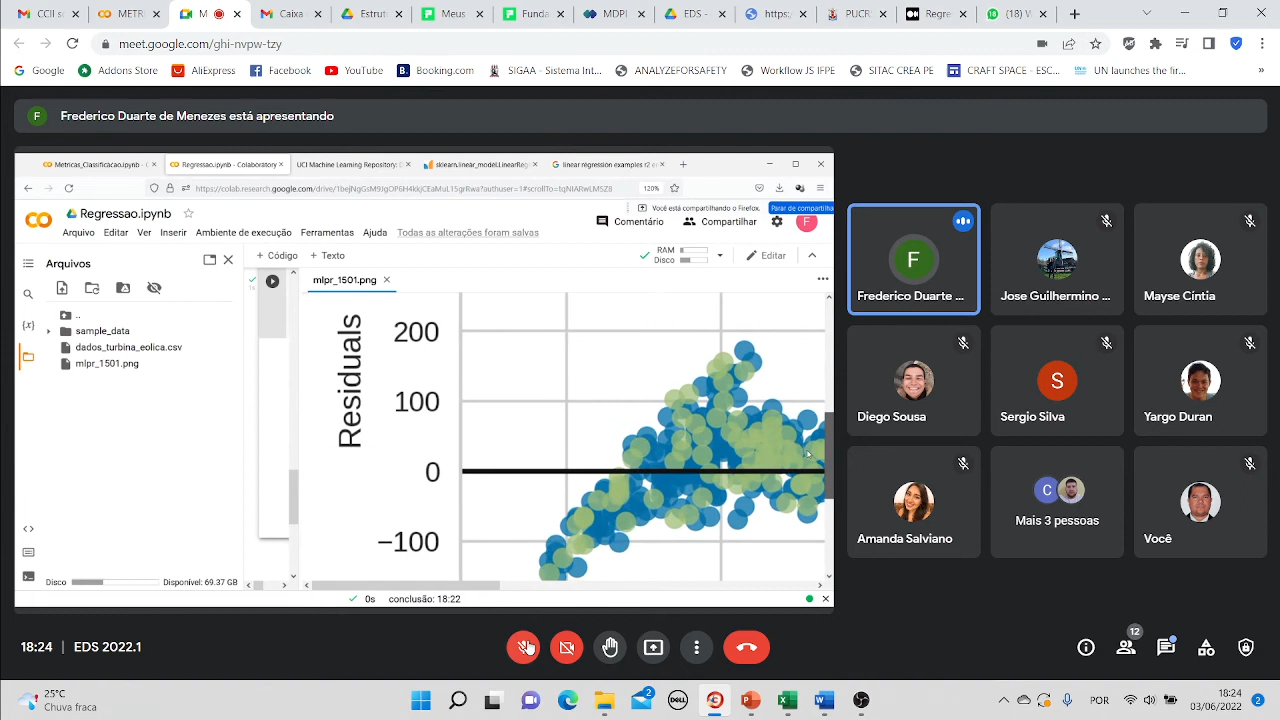 CCII s
METRI
M
Caixa
Estrut
Meus
Funda
EDS -
https:
Regre
(18) W
meet.google.com/ghi-nvpw-tzy
Google
Addons Store
AliExpress
Facebook
YouTube
Booking.com
SIGAA - Sistema Int...
ANALYZEFORSAFETY
Workflow JS IFPE
SITAC CREA PE
CRAFT SPACE - ESC...
UN launches the fir...
»
F
Frederico Duarte de Menezes está apresentando
Metricas_Classificacao.ipynb - C
Regressao.ipynb - Colaboratory
UCI Machine Learning Repository: D
sklearn.linear_model.LinearReg
linear regression examples r2 e
120%
Você está compartilhando o Firefox.
Parar de compartilha
Regressao.ipynb
Arquivo Editar Ver Inserir Ambiente de execução Ferramentas Ajuda Todas as alterações foram salvas
Comentário
Compartilhar
F
Arquivos
+ Código
+ Texto
RAM
Disco
Editar
mlpr_1501.png
..
sample_data
dados_turbina_eolica.csv
mlpr_1501.png
{x}
Residuals
200
100
0
−100
Disco
Disponível: 69.37 GB
0s conclusão: 18:22
F
Frederico Duarte ...
Jose Guilhermino ...
Mayse Cíntia
Diego Sousa
S
Sergio Silva
Yargo Duran
Amanda Salviano
C
Mais 3 pessoas
Você
18:24 | EDS 2022.1
12
25°C
Chuva fraca
2
DELL
POR
18:24
03/06/2022
2